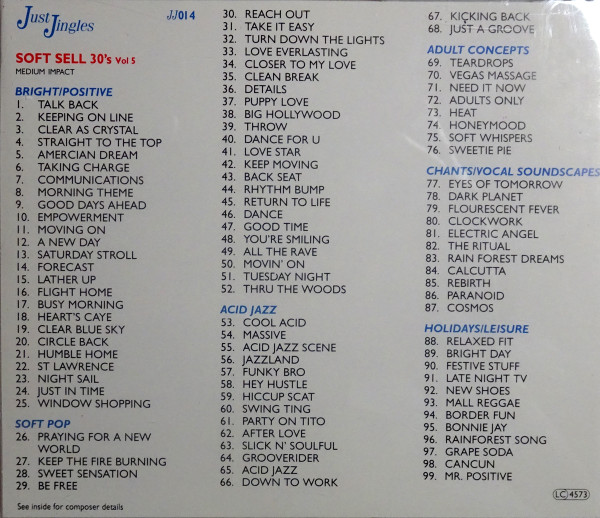 Just Jingles
JJ014
SOFT SELL 30's Vol 5
MEDIUM IMPACT
BRIGHT/POSITIVE
1. TALK BACK
2. KEEPING ON LINE
3. CLEAR AS CRYSTAL
4. STRAIGHT TO THE TOP
5. AMERCIAN DREAM
6. TAKING CHARGE
7. COMMUNICATIONS
8. MORNING THEME
9. GOOD DAYS AHEAD
10. EMPOWERMENT
11. MOVING ON
12. A NEW DAY
13. SATURDAY STROLL
14. FORECAST
15. LATHER UP
16. FLIGHT HOME
17. BUSY MORNING
18. HEART'S CAYE
19. CLEAR BLUE SKY
20. CIRCLE BACK
21. HUMBLE HOME
22. ST LAWRENCE
23. NIGHT SAIL
24. JUST IN TIME
25. WINDOW SHOPPING
SOFT POP
26. PRAYING FOR A NEW
WORLD
27. KEEP THE FIRE BURNING
28. SWEET SENSATION
29. BE FREE
See inside for composer details
30. REACH OUT
31. TAKE IT EASY
32. TURN DOWN THE LIGHTS
33. LOVE EVERLASTING
34. CLOSER TO MY LOVE
35. CLEAN BREAK
36. DETAILS
37. PUPPY LOVE
38. BIG HOLLYWOOD
39. THROW
40. DANCE FOR U
41. LOVE STAR
42. KEEP MOVING
43. BACK SEAT
44. RHYTHM BUMP
45. RETURN TO LIFE
46. DANCE
47. GOOD TIME
48. YOU'RE SMILING
49. ALL THE RAVE
50. MOVIN' ON
51. TUESDAY NIGHT
52. THRU THE WOODS
ACID JAZZ
53. COOL ACID
54. MASSIVE
55. ACID JAZZ SCENE
56. JAZZLAND
57. FUNKY BRO
58. HEY HUSTLE
59. HICCUP SCAT
60. SWING TING
61. PARTY ON TITO
62. AFTER LOVE
63. SLICK N' SOULFUL
64. GROOVERIDER
65. ACID JAZZ
66. DOWN TO WORK
67. KICKING BACK
68. JUST A GROOVE
ADULT CONCEPTS
69. TEARDROPS
70. VEGAS MASSAGE
71. NEED IT NOW
72. ADULTS ONLY
73. HEAT
74. HONEYMOOD
75. SOFT WHISPERS
76. SWEETIE PIE
CHANTS/VOCAL SOUNDSCAPES
77. EYES OF TOMORROW
78. DARK PLANET
79. FLOURESCENT FEVER
80. CLOCKWORK
81. ELECTRIC ANGEL
82. THE RITUAL
83. RAIN FOREST DREAMS
84. CALCUTTA
85. REBIRTH
86. PARANOID
87. COSMOS
HOLIDAYS/LEISURE
88. RELAXED FIT
89. BRIGHT DAY
90. FESTIVE STUFF
91. LATE NIGHT TV
92. NEW SHOES
93. MALL REGGAE
94. BORDER FUN
95. BONNIE JAY
96. RAINFOREST SONG
97. GRAPE SODA
98. CANCUN
99. MR. POSITIVE
LC 4573